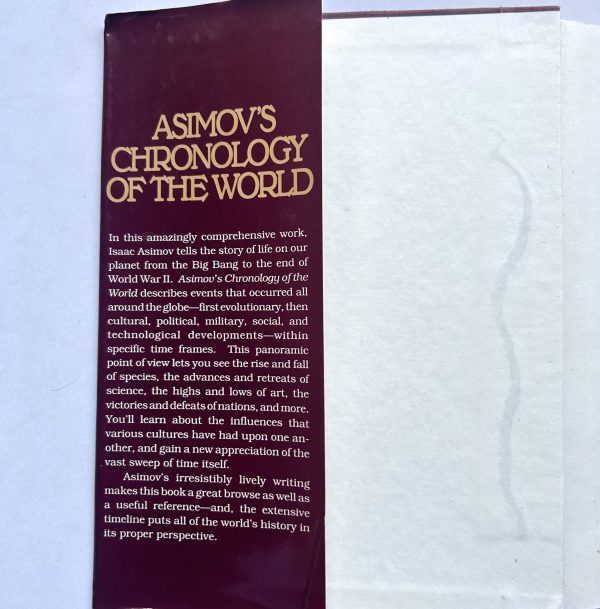 ASIMOV'S
CHRONOLOGY
OF THE WORLD
In this amazingly comprehensive work,
Isaac Asimov tells the story of life on our
planet from the Big Bang to the end of
World War II. Asimov's Chronology of the
World describes events that occurred all
around the globe—first evolutionary, then
cultural, political, military, social, and
technological developments—within
specific time frames. This panoramic
point of view lets you see the rise and fall
of species, the advances and retreats of
science, the highs and lows of art, the
victories and defeats of nations, and more.
You'll learn about the influences that
various cultures have had upon one an-
other, and gain a new appreciation of the
vast sweep of time itself.
Asimov's irresistibly lively writing
makes this book a great browse as well as
a useful reference—and, the extensive
timeline puts all of the world's history in
its proper perspective.